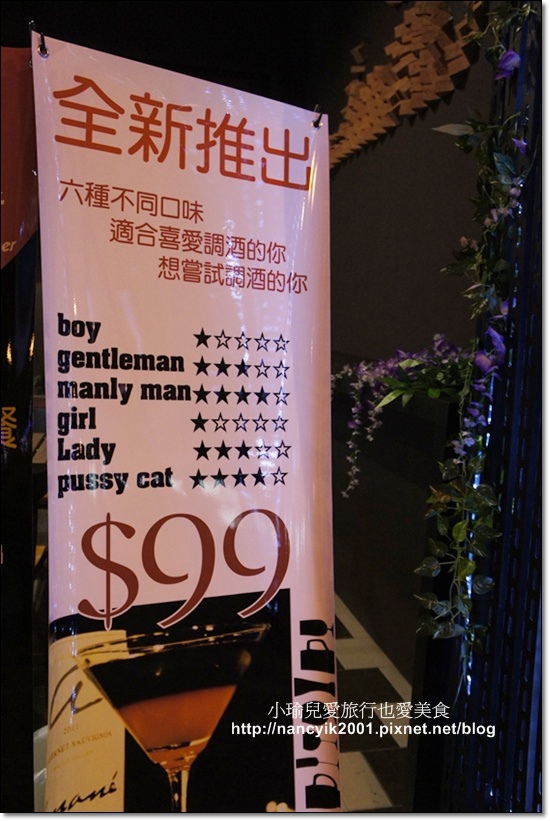 全新推出
六種不同口味
適合喜愛調酒的你
想嘗試調酒的你
boy ★☆☆☆☆
gentleman ★★★☆☆
manly man ★★★★☆
girl ★☆☆☆☆
Lady ★★★☆☆
pussy cat ★★★★☆
$99
CABERNET SAUVIGNON
小瑜兒愛旅行也愛美食
http://nancyik2001.pixnet.net/blog